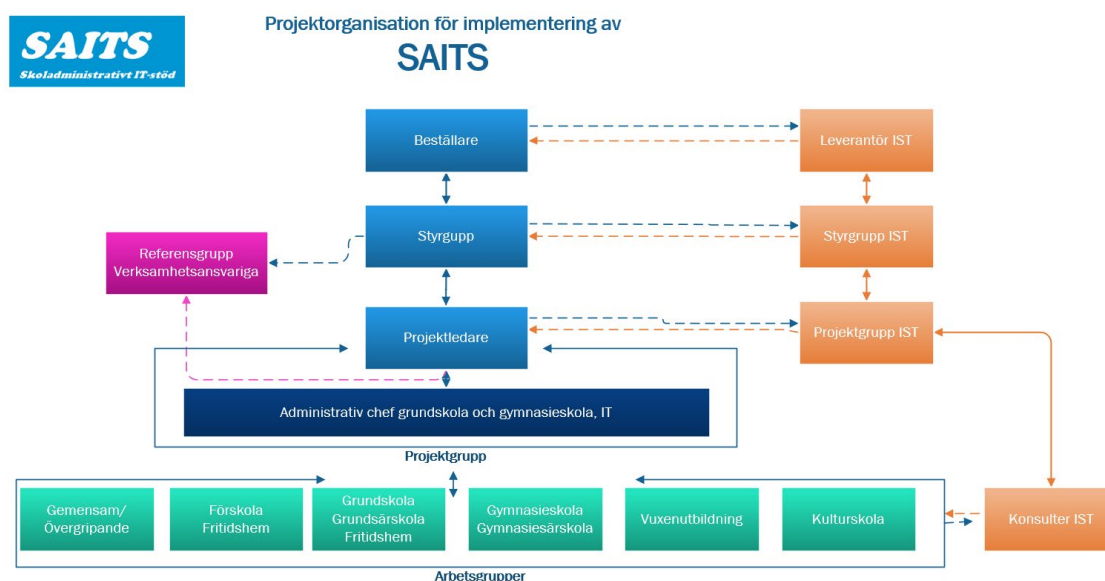 SAITS
Skoladministrativt IT-stöd
Projektorganisation för implementering av
SAITS
Beställare
Leverantör IST
Styrgupp
Styrgrupp IST
Referensgrupp
Verksamhetsansvariga
Projektledare
Projektgrupp IST
Administrativ chef grundskola och gymnasieskola, IT
Projektgrupp
Gemensam/
Övergripande
Förskola
Fritidshem
Grundskola
Grundsärskola
Fritidshem
Gymnasieskola
Gymnasiesärskola
Vuxenutbildning
Kulturskola
Konsulter IST
Arbetsgrupper